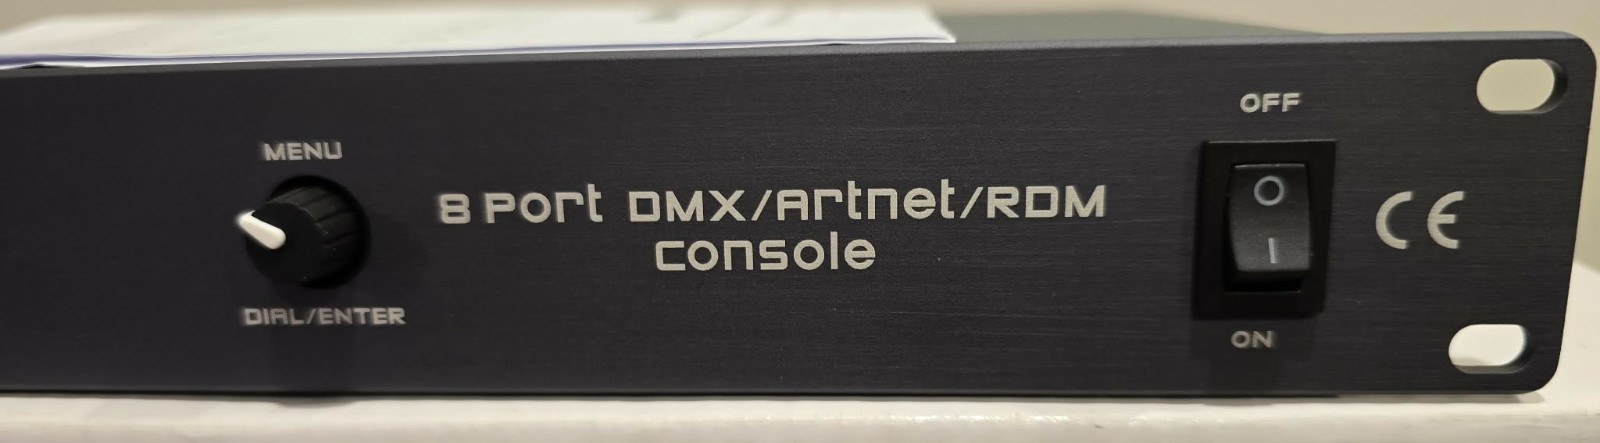 MENU
DIAL/ENTER
8 Port DMX/Artnet/RDM
console
OFF
O
I
ON
CE